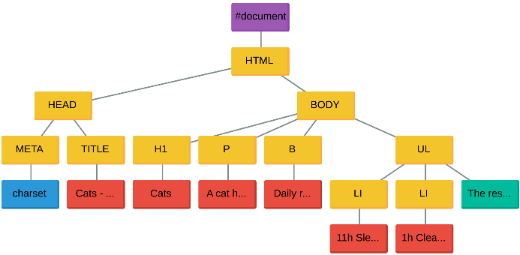 #document
HTML
HEAD
BODY
META
TITLE
H1
P
B
UL
charset
Cats - ...
Cats
A cat h...
Daily r...
LI
LI
The res...
11h Sle...
1h Clea...